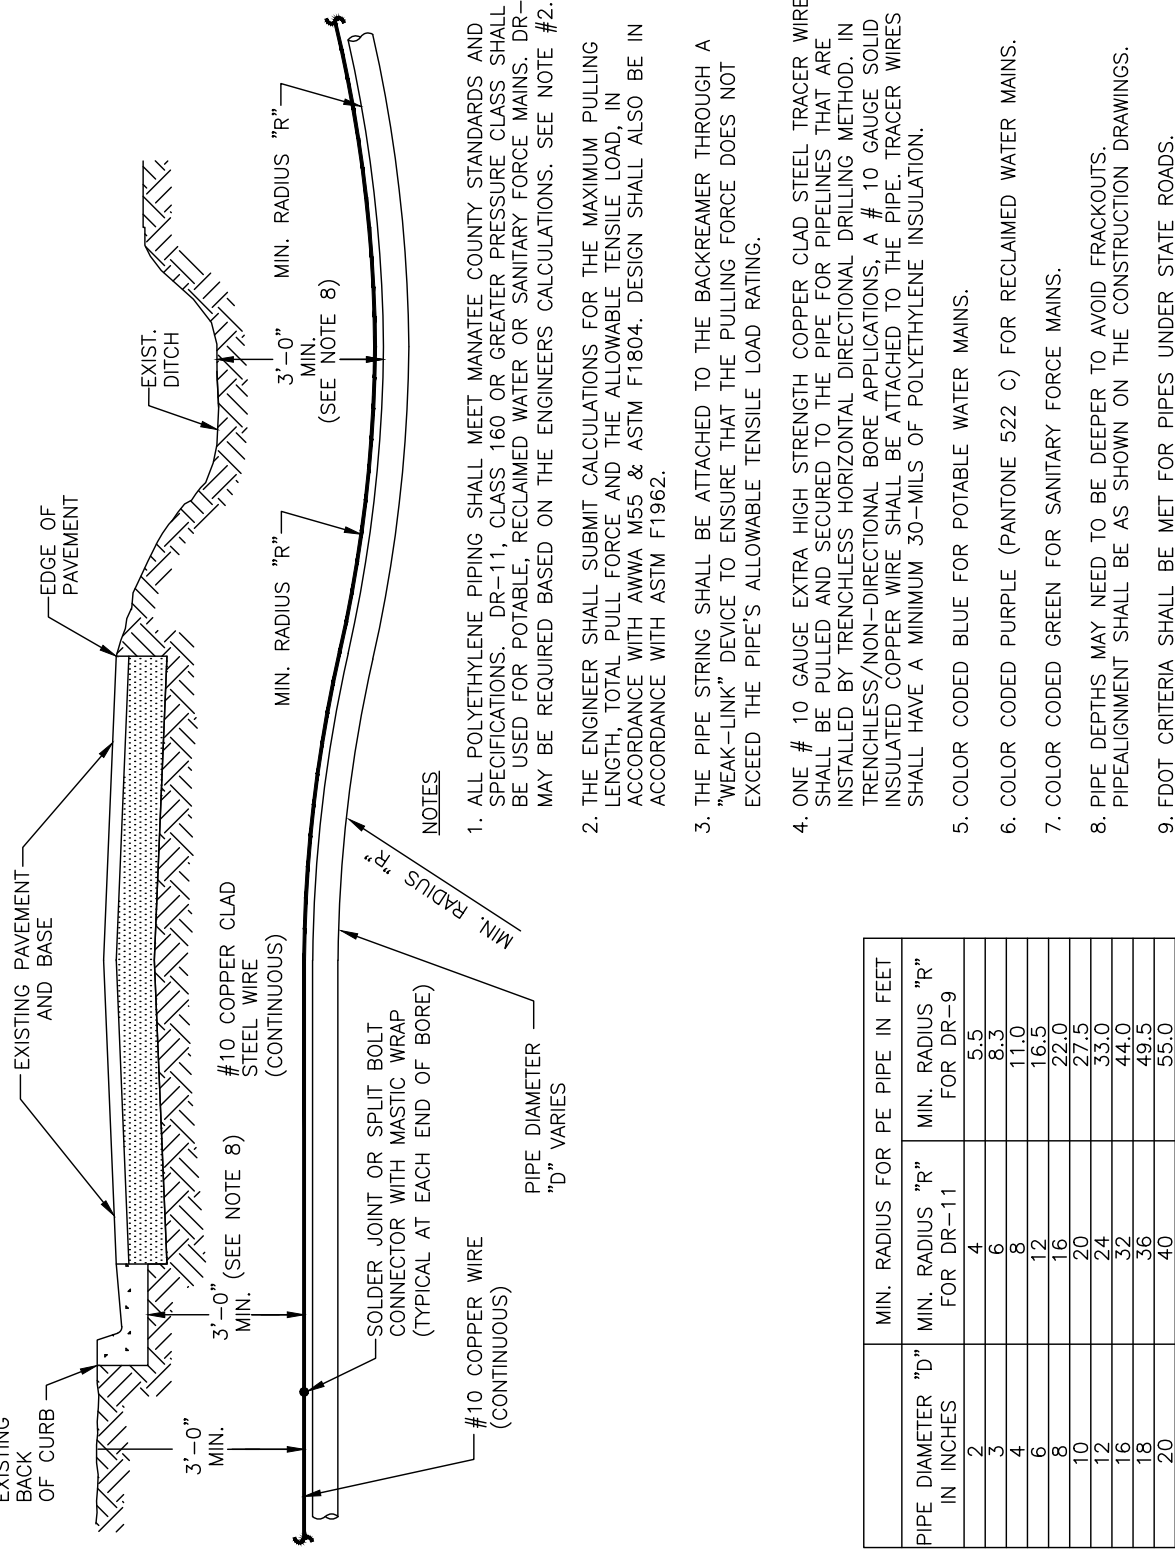 EXISTING
BACK
OF CURB
EXISTING PAVEMENT
AND BASE
EDGE OF
PAVEMENT
EXIST.
DITCH
3'-0"
MIN.
3'-0"
MIN.
(SEE NOTE 8)
#10 COPPER CLAD
STEEL WIRE
(CONTINUOUS)
MIN. RADIUS "R"
MIN. RADIUS "R"
3'-0"
MIN.
(SEE NOTE 8)
SOLDER JOINT OR SPLIT BOLT
CONNECTOR WITH MASTIC WRAP
(TYPICAL AT EACH END OF BORE)
#10 COPPER WIRE
(CONTINUOUS)
MIN. RADIUS "R"
PIPE DIAMETER
"D" VARIES
NOTES
1. ALL POLYETHYLENE PIPING SHALL MEET MANATEE COUNTY STANDARDS AND
SPECIFICATIONS. DR-11, CLASS 160 OR GREATER PRESSURE CLASS SHALL
BE USED FOR POTABLE, RECLAIMED WATER OR SANITARY FORCE MAINS. DR-
MAY BE REQUIRED BASED ON THE ENGINEERS CALCULATIONS. SEE NOTE #2.
2. THE ENGINEER SHALL SUBMIT CALCULATIONS FOR THE MAXIMUM PULLING
LENGTH, TOTAL PULL FORCE AND THE ALLOWABLE TENSILE LOAD, IN
ACCORDANCE WITH AWWA M55 & ASTM F1804. DESIGN SHALL ALSO BE IN
ACCORDANCE WITH ASTM F1962.
3. THE PIPE STRING SHALL BE ATTACHED TO THE BACKREAMER THROUGH A
"WEAK-LINK" DEVICE TO ENSURE THAT THE PULLING FORCE DOES NOT
EXCEED THE PIPE'S ALLOWABLE TENSILE LOAD RATING.
4. ONE # 10 GAUGE EXTRA HIGH STRENGTH COPPER CLAD STEEL TRACER WIRE
SHALL BE PULLED AND SECURED TO THE PIPE FOR PIPELINES THAT ARE
INSTALLED BY TRENCHLESS HORIZONTAL DIRECTIONAL DRILLING METHOD. IN
TRENCHLESS/NON-DIRECTIONAL BORE APPLICATIONS, A # 10 GAUGE SOLID
INSULATED COPPER WIRE SHALL BE ATTACHED TO THE PIPE. TRACER WIRES
SHALL HAVE A MINIMUM 30-MILS OF POLYETHYLENE INSULATION.
5. COLOR CODED BLUE FOR POTABLE WATER MAINS.
6. COLOR CODED PURPLE (PANTONE 522 C) FOR RECLAIMED WATER MAINS.
7. COLOR CODED GREEN FOR SANITARY FORCE MAINS.
8. PIPE DEPTHS MAY NEED TO BE DEEPER TO AVOID FRACKOUTS.
PIPEALIGNMENT SHALL BE AS SHOWN ON THE CONSTRUCTION DRAWINGS.
9. FDOT CRITERIA SHALL BE MET FOR PIPES UNDER STATE ROADS.
MIN. RADIUS FOR PE PIPE IN FEET
PIPE DIAMETER "D" MIN. RADIUS "R" MIN. RADIUS "R"
IN INCHES FOR DR-11 FOR DR-9
2 4 5.5
3 6 8.3
4 8 11.0
6 12 16.5
8 16 22.0
10 20 27.5
12 24 33.0
16 32 44.0
18 36 49.5
20 40 55.0